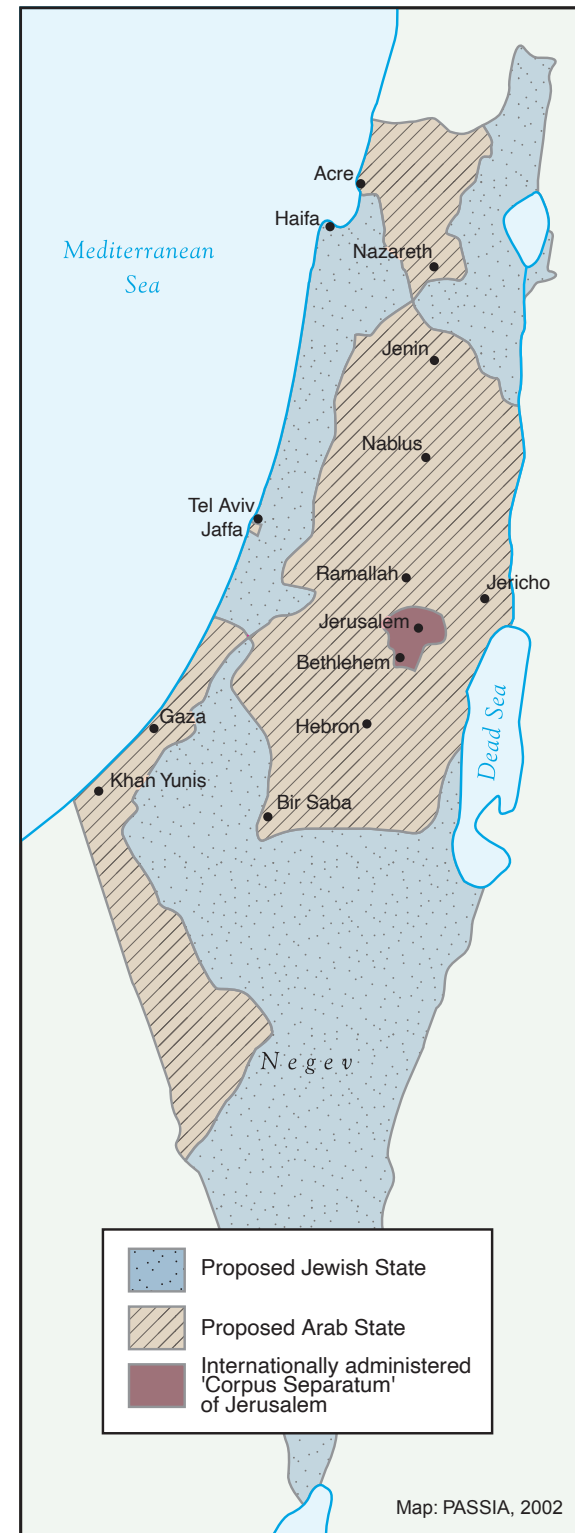 Acre
Haifa
Mediterranean
Sea
Nazareth
Jenin
Nablus
Tel Aviv
Jaffa
Ramallah
Jericho
Jerusalem
Bethlehem
Dead Sea
Gaza
Hebron
Khan Yunis
Bir Saba
Negev
Proposed Jewish State
Proposed Arab State
Internationally administered
'Corpus Separatum'
of Jerusalem
Map: PASSIA, 2002